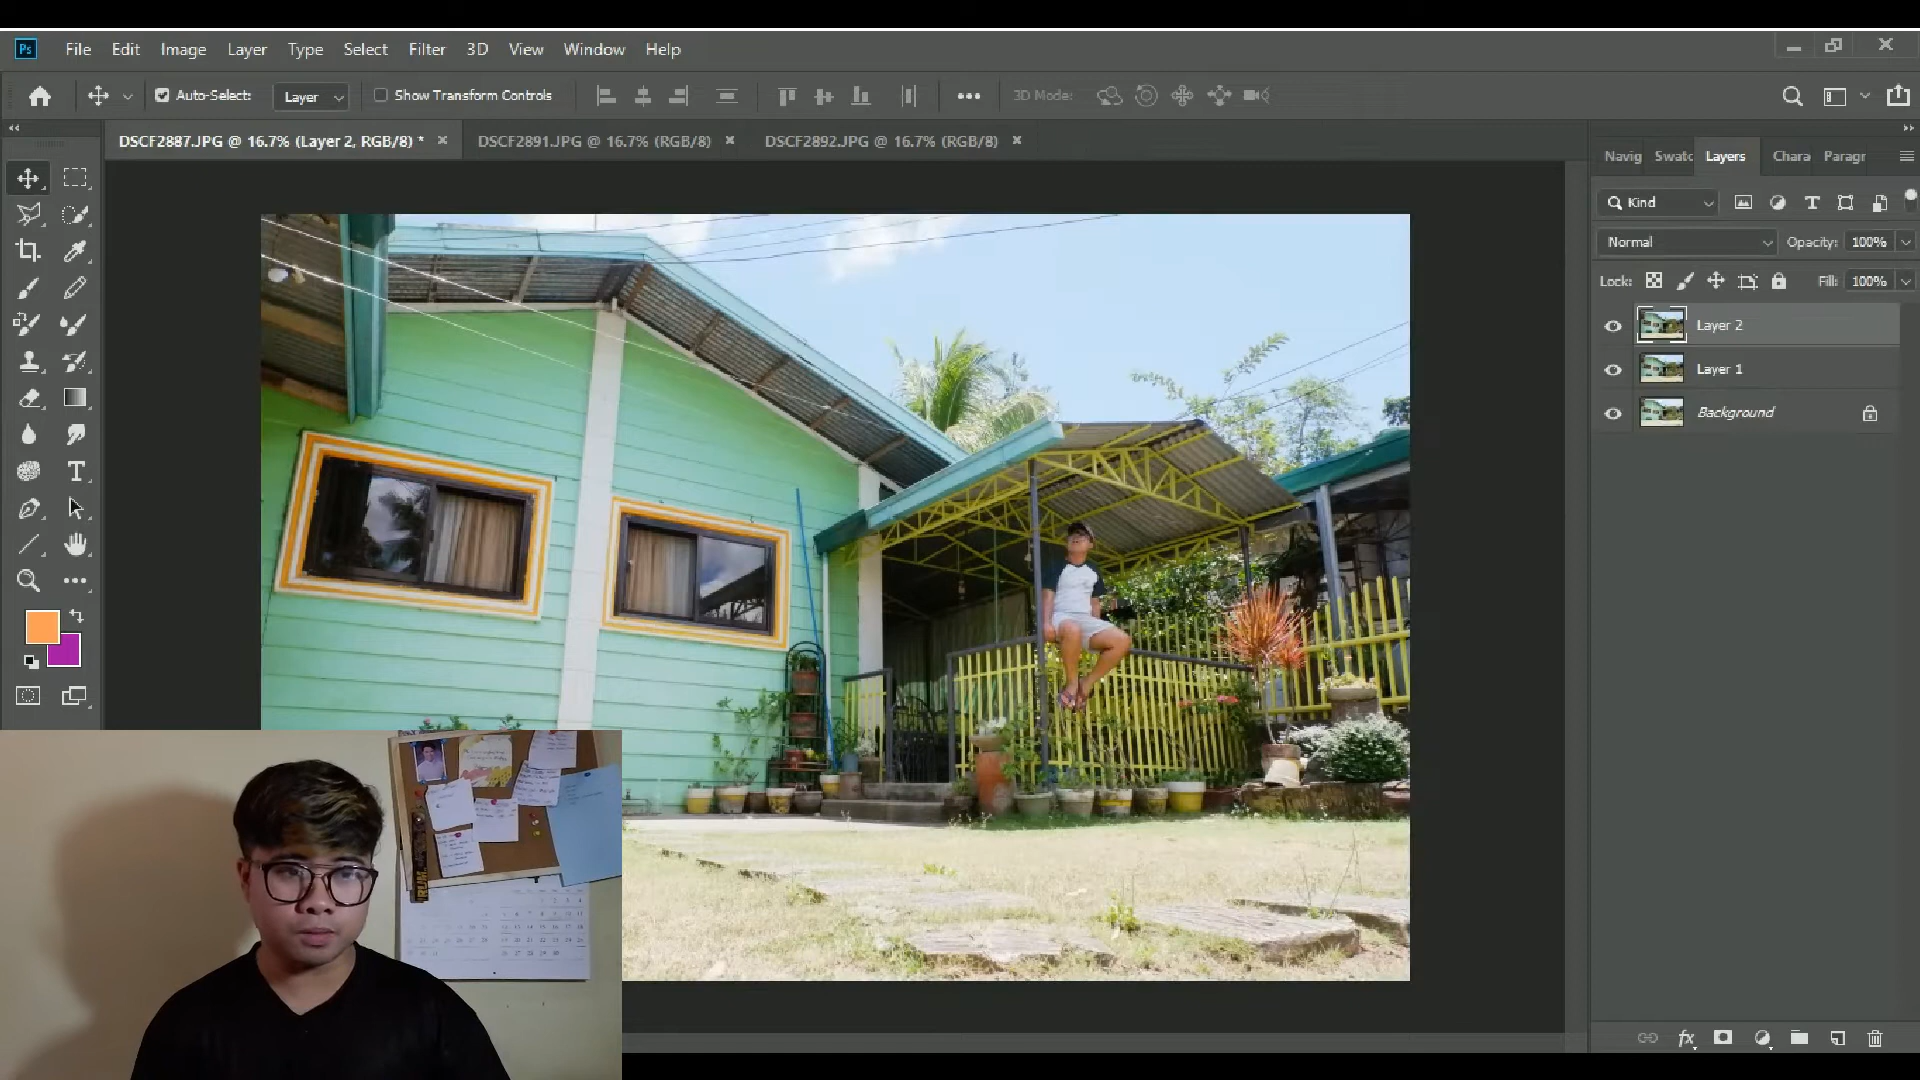 Ps File Edit Image Layer Type Select Filter 3D View Window Help
Auto-Select: Layer Show Transform Controls 3D Mode:
DSCF2887.JPG @ 16.7% (Layer 2, RGB/8) * DSCF2891.JPG @ 16.7% (RGB/8) DSCF2892.JPG @ 16.7% (RGB/8)
Navig Swatc Layers Chara Paragr
Kind
Normal Opacity: 100%
Lock: Fill: 100%
Layer 2
Layer 1
Background